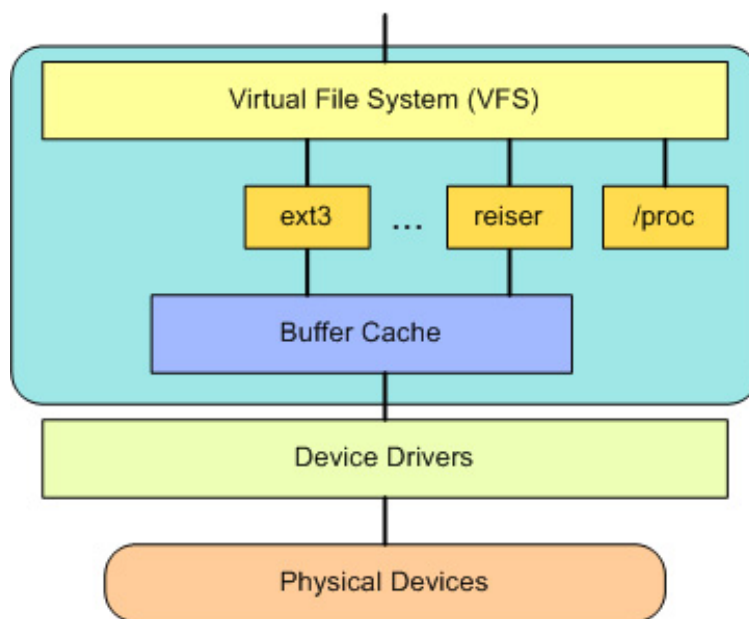 Virtual File System (VFS)
ext3 ... reiser /proc
Buffer Cache
Device Drivers
Physical Devices